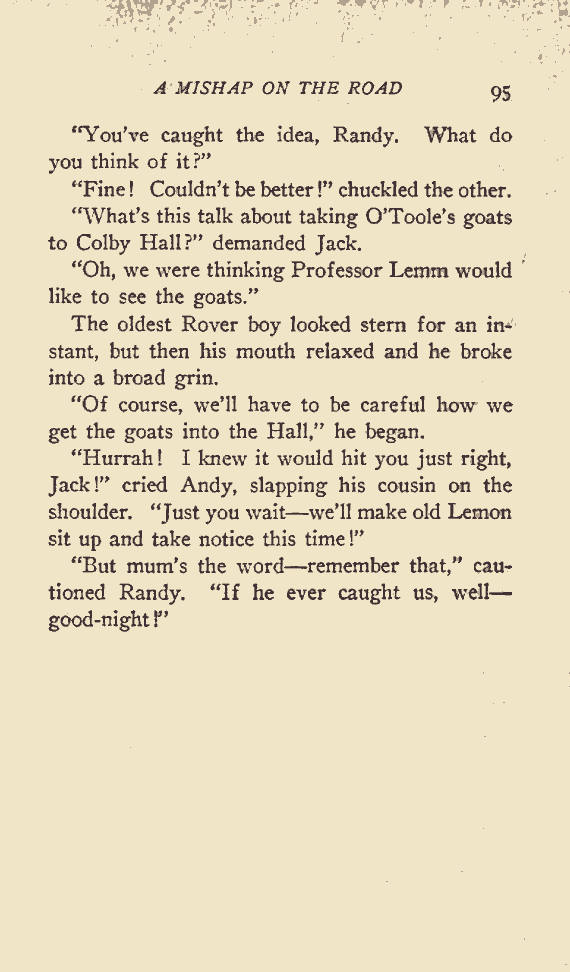 A MISHAP ON THE ROAD 95
“You’ve caught the idea, Randy. What do
you think of it?”
“Fine! Couldn’t be better!” chuckled the other.
“What’s this talk about taking O’Toole’s goats
to Colby Hall?” demanded Jack.
“Oh, we were thinking Professor Lemm would
like to see the goats.”
The oldest Rover boy looked stern for an in-
stant, but then his mouth relaxed and he broke
into a broad grin.
“Of course, we’ll have to be careful how we
get the goats into the Hall,” he began.
“Hurrah! I knew it would hit you just right,
Jack!” cried Andy, slapping his cousin on the
shoulder. “Just you wait—we’ll make old Lemon
sit up and take notice this time!”
“But mum’s the word—remember that,” cau-
tioned Randy. “If he ever caught us, well—
good-night!”